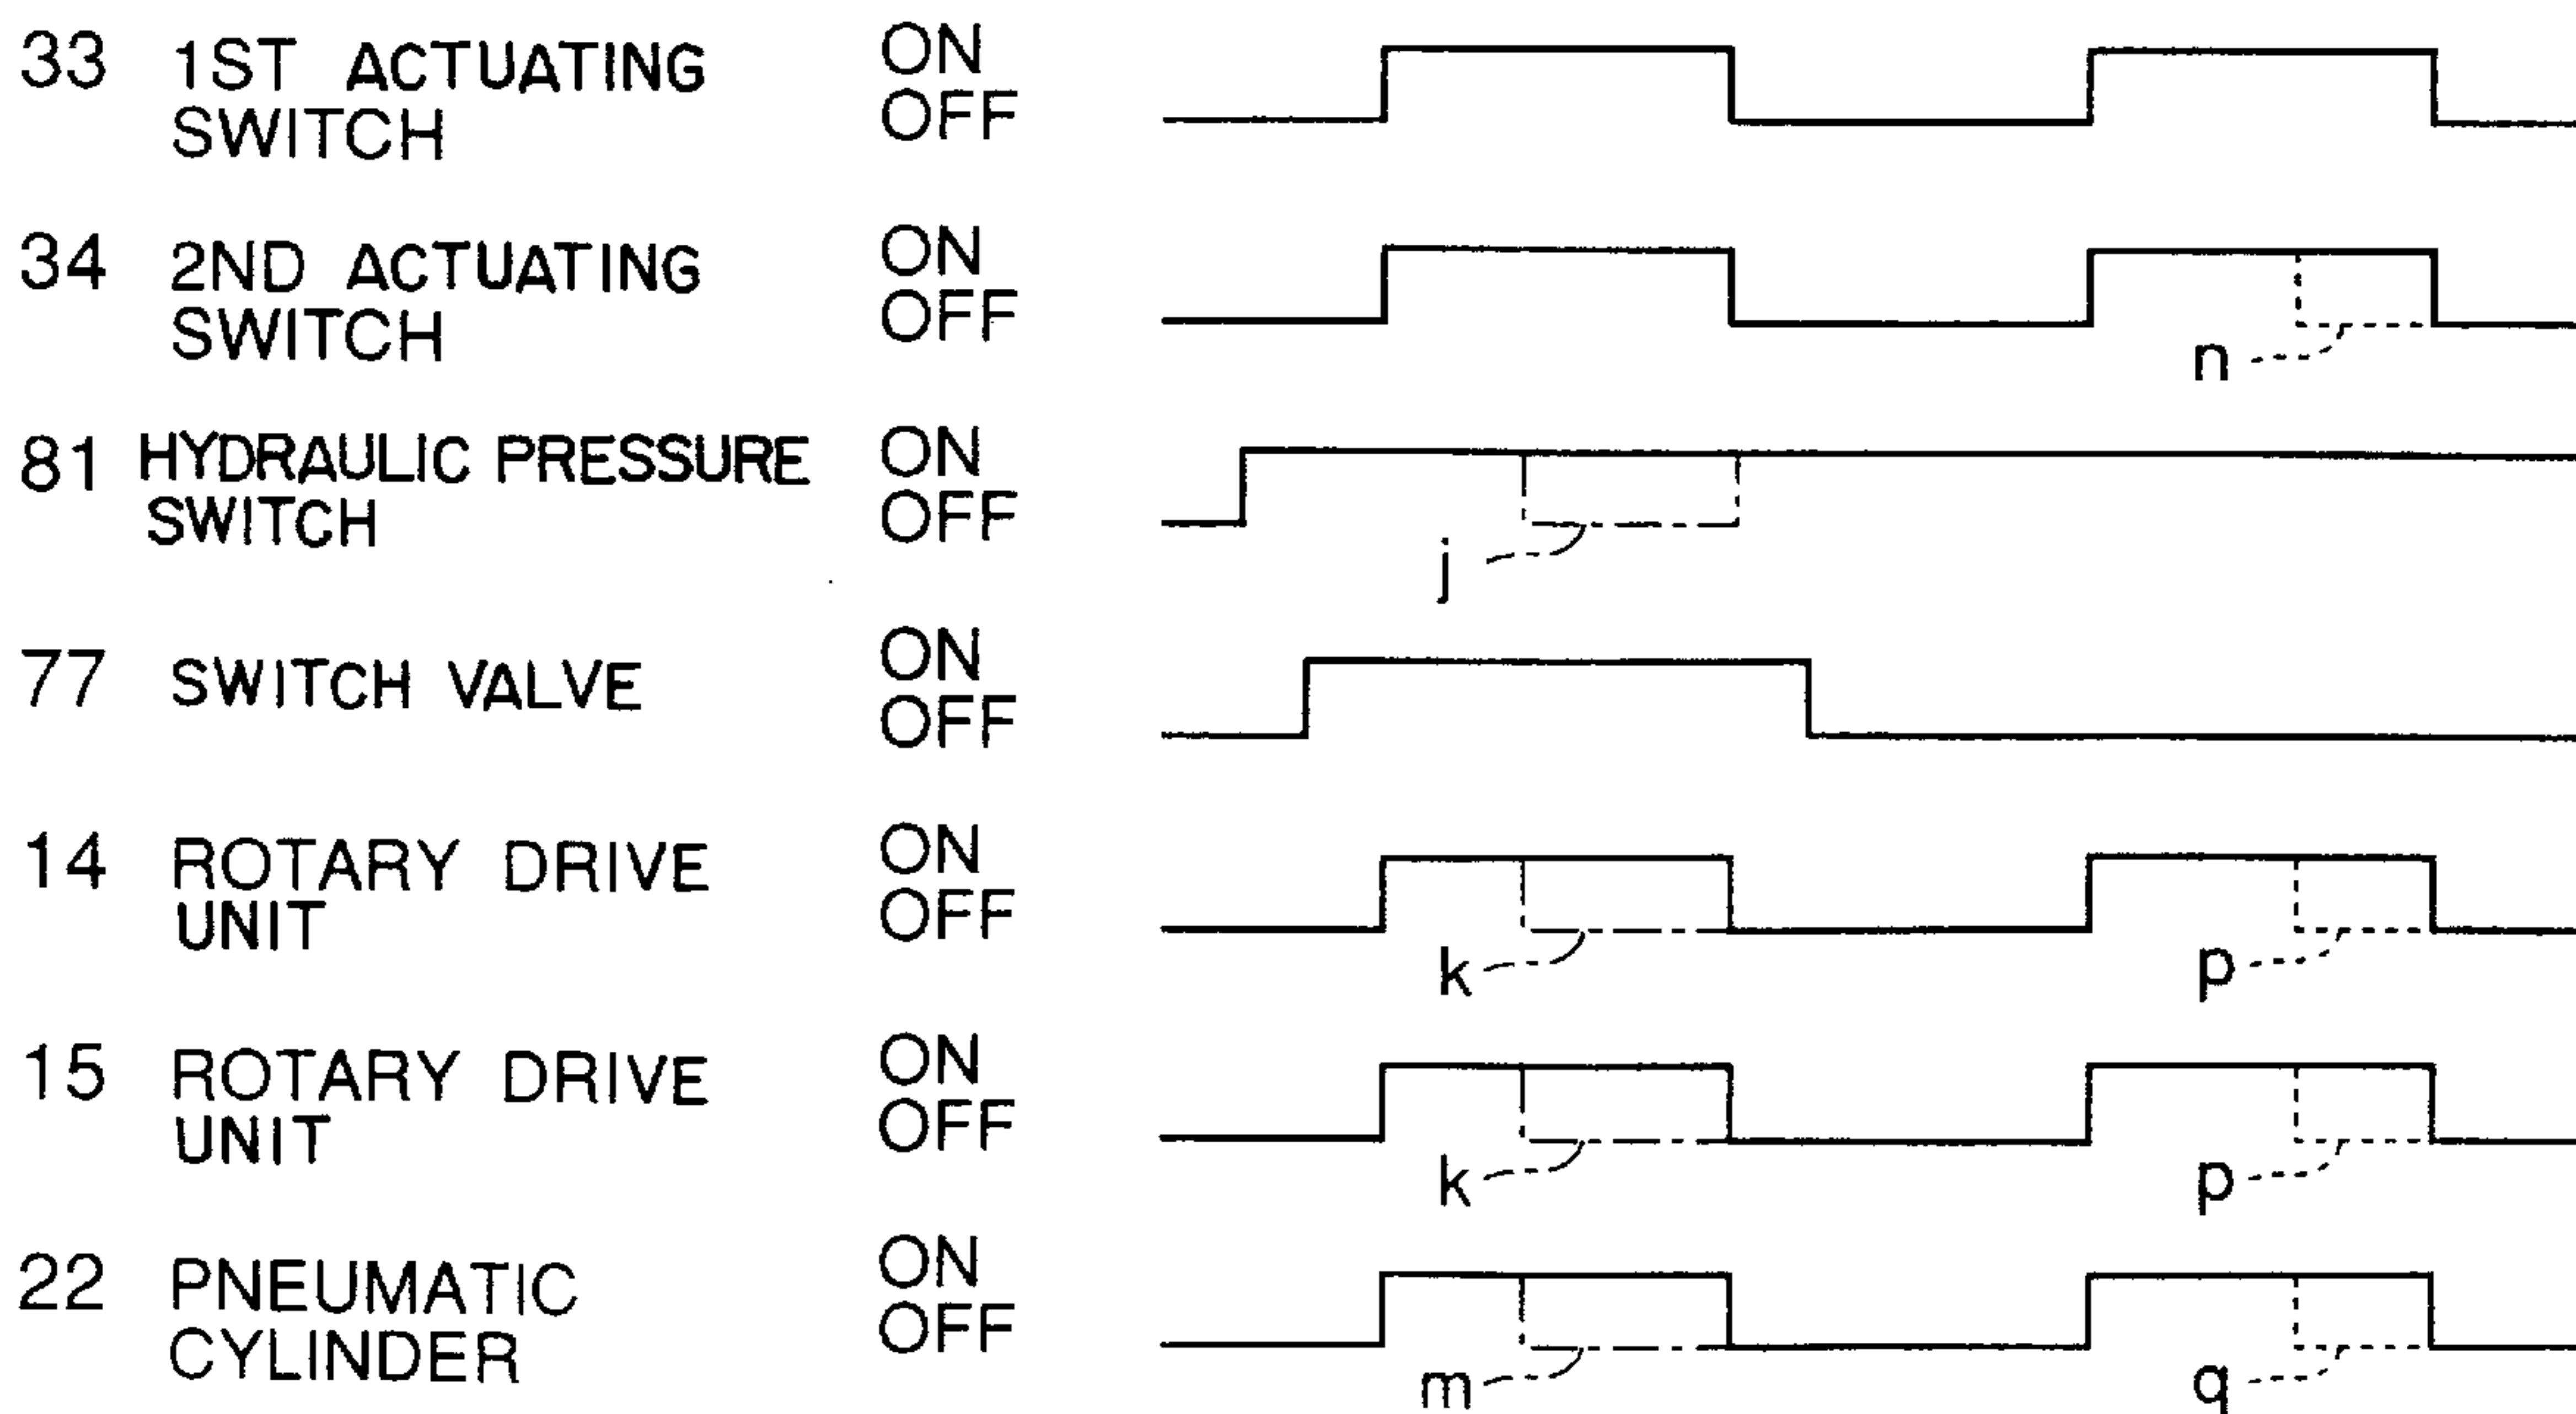 33 1ST ACTUATING ON
SWITCH OFF
34 2ND ACTUATING ON
SWITCH OFF
n
81 HYDRAULIC PRESSURE ON
SWITCH OFF
j
77 SWITCH VALVE ON
OFF
14 ROTARY DRIVE ON
UNIT OFF
k p
15 ROTARY DRIVE ON
UNIT OFF
k p
22 PNEUMATIC ON
CYLINDER OFF
m q